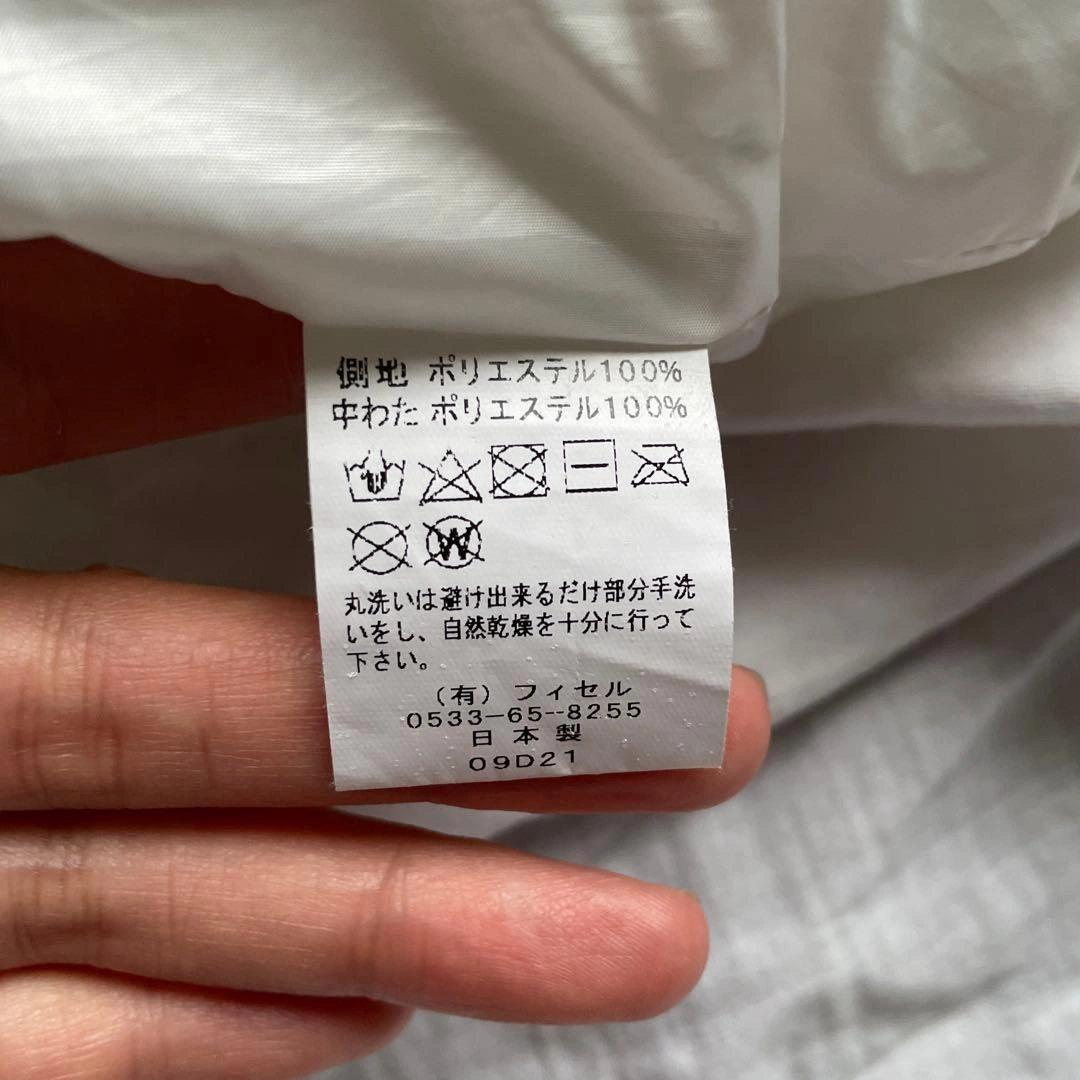 側地 ポリエステル100%
中わた ポリエステル100%
W
丸洗いは避け出来るだけ部分手洗
いをし、自然乾燥を十分に行って
下さい。
(有)フィセル
0533-65-8255
日本製
09D21